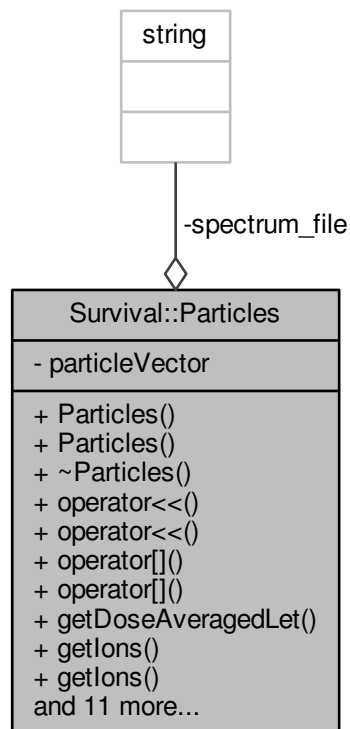 string
-spectrum_file
Survival::Particles
- particleVector
+ Particles()
+ Particles()
+ ~Particles()
+ operator<<()
+ operator<<()
+ operator[]()
+ operator[]()
+ getDoseAveragedLet()
+ getIons()
+ getIons()
and 11 more...